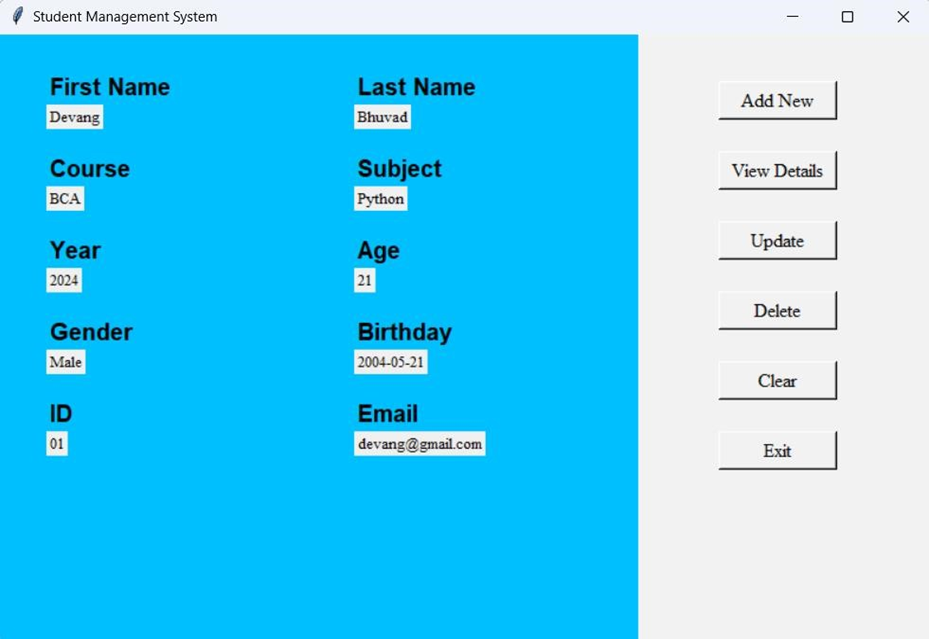 Student Management System
First Name Last Name
Devang Bhuvad
Course Subject
BCA Python
Year Age
2024 21
Gender Birthday
Male 2004-05-21
ID Email
01 devang@gmail.com
Add New
View Details
Update
Delete
Clear
Exit